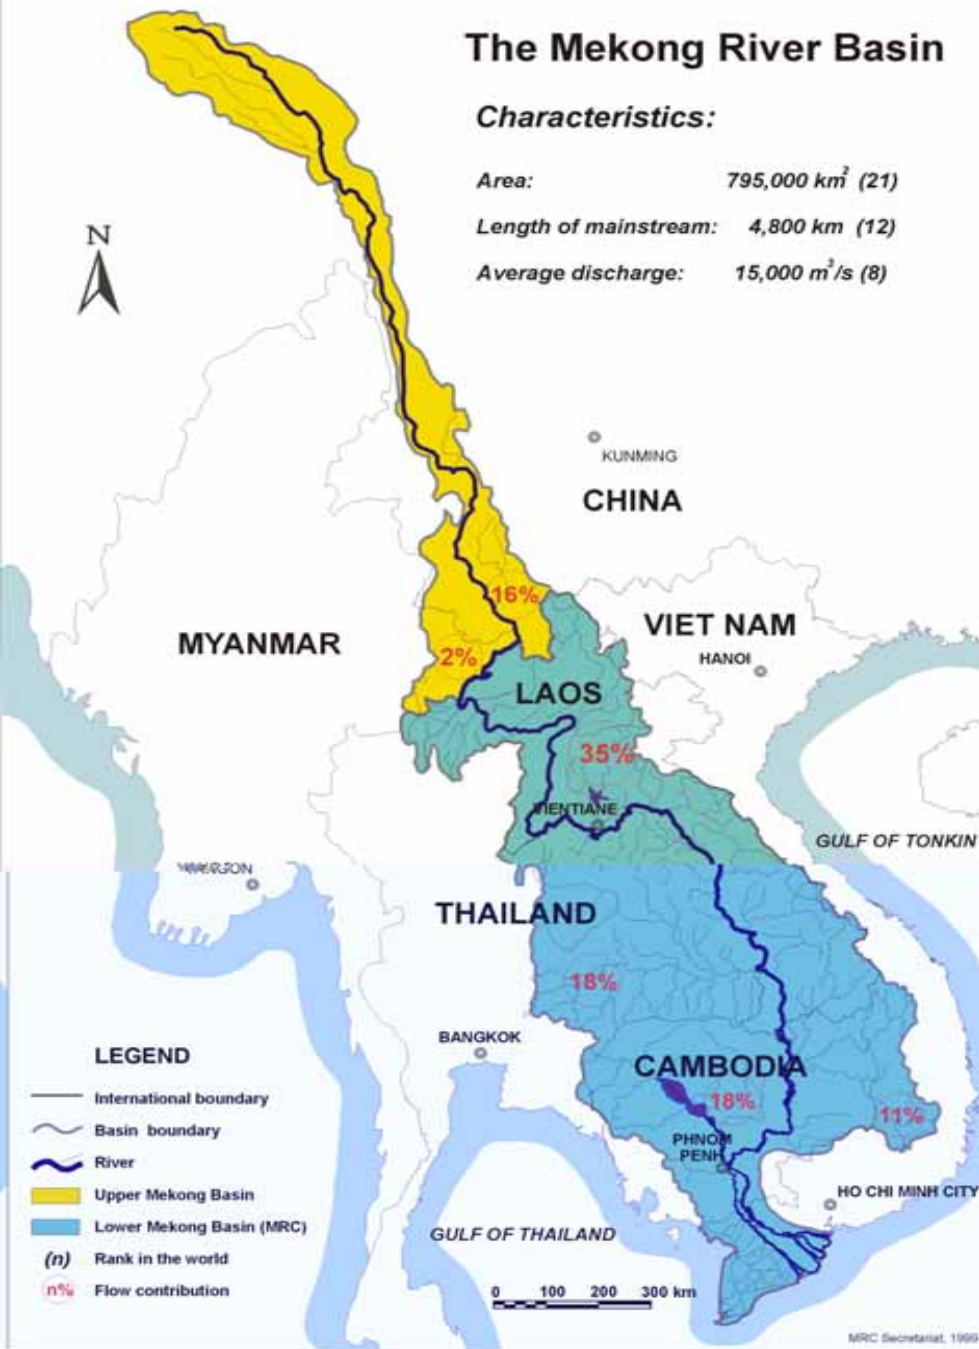 The Mekong River Basin
Characteristics:
Area: 795,000 km² (21)
Length of mainstream: 4,800 km (12)
Average discharge: 15,000 m³/s (8)
N
KUNMING
CHINA
16%
MYANMAR
VIET NAM
2%
HANOI
LAOS
35%
VIENTIANE
GULF OF TONKIN
THAILAND
18%
BANGKOK
CAMBODIA
18%
11%
PHNOM
PENH
HO CHI MINH CITY
GULF OF THAILAND
LEGEND
International boundary
Basin boundary
River
Upper Mekong Basin
Lower Mekong Basin (MRC)
(n) Rank in the world
n% Flow contribution
0 100 200 300 km
MRC Secretariat, 1999